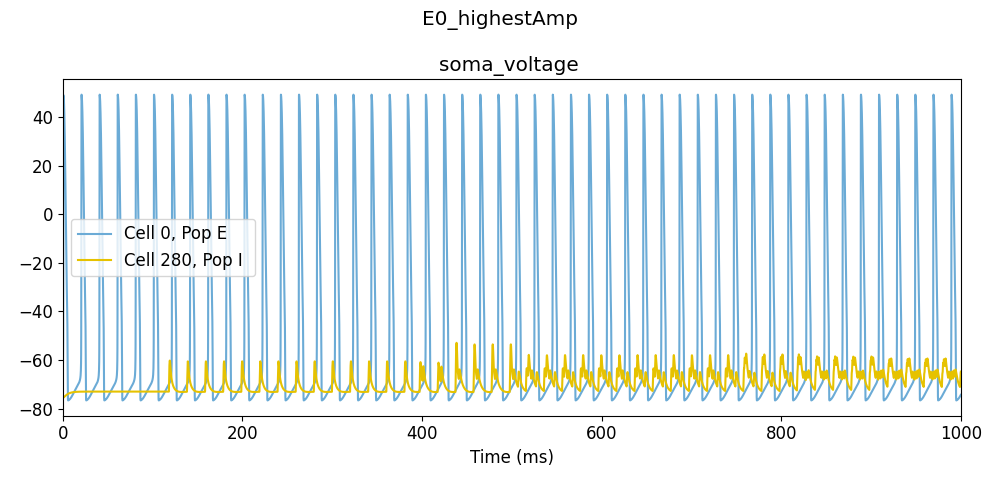 E0_highestAmp
soma_voltage
40
20
0
−20
−40
−60
−80
Cell 0, Pop E
Cell 280, Pop I
0 200 400 600 800 1000
Time (ms)